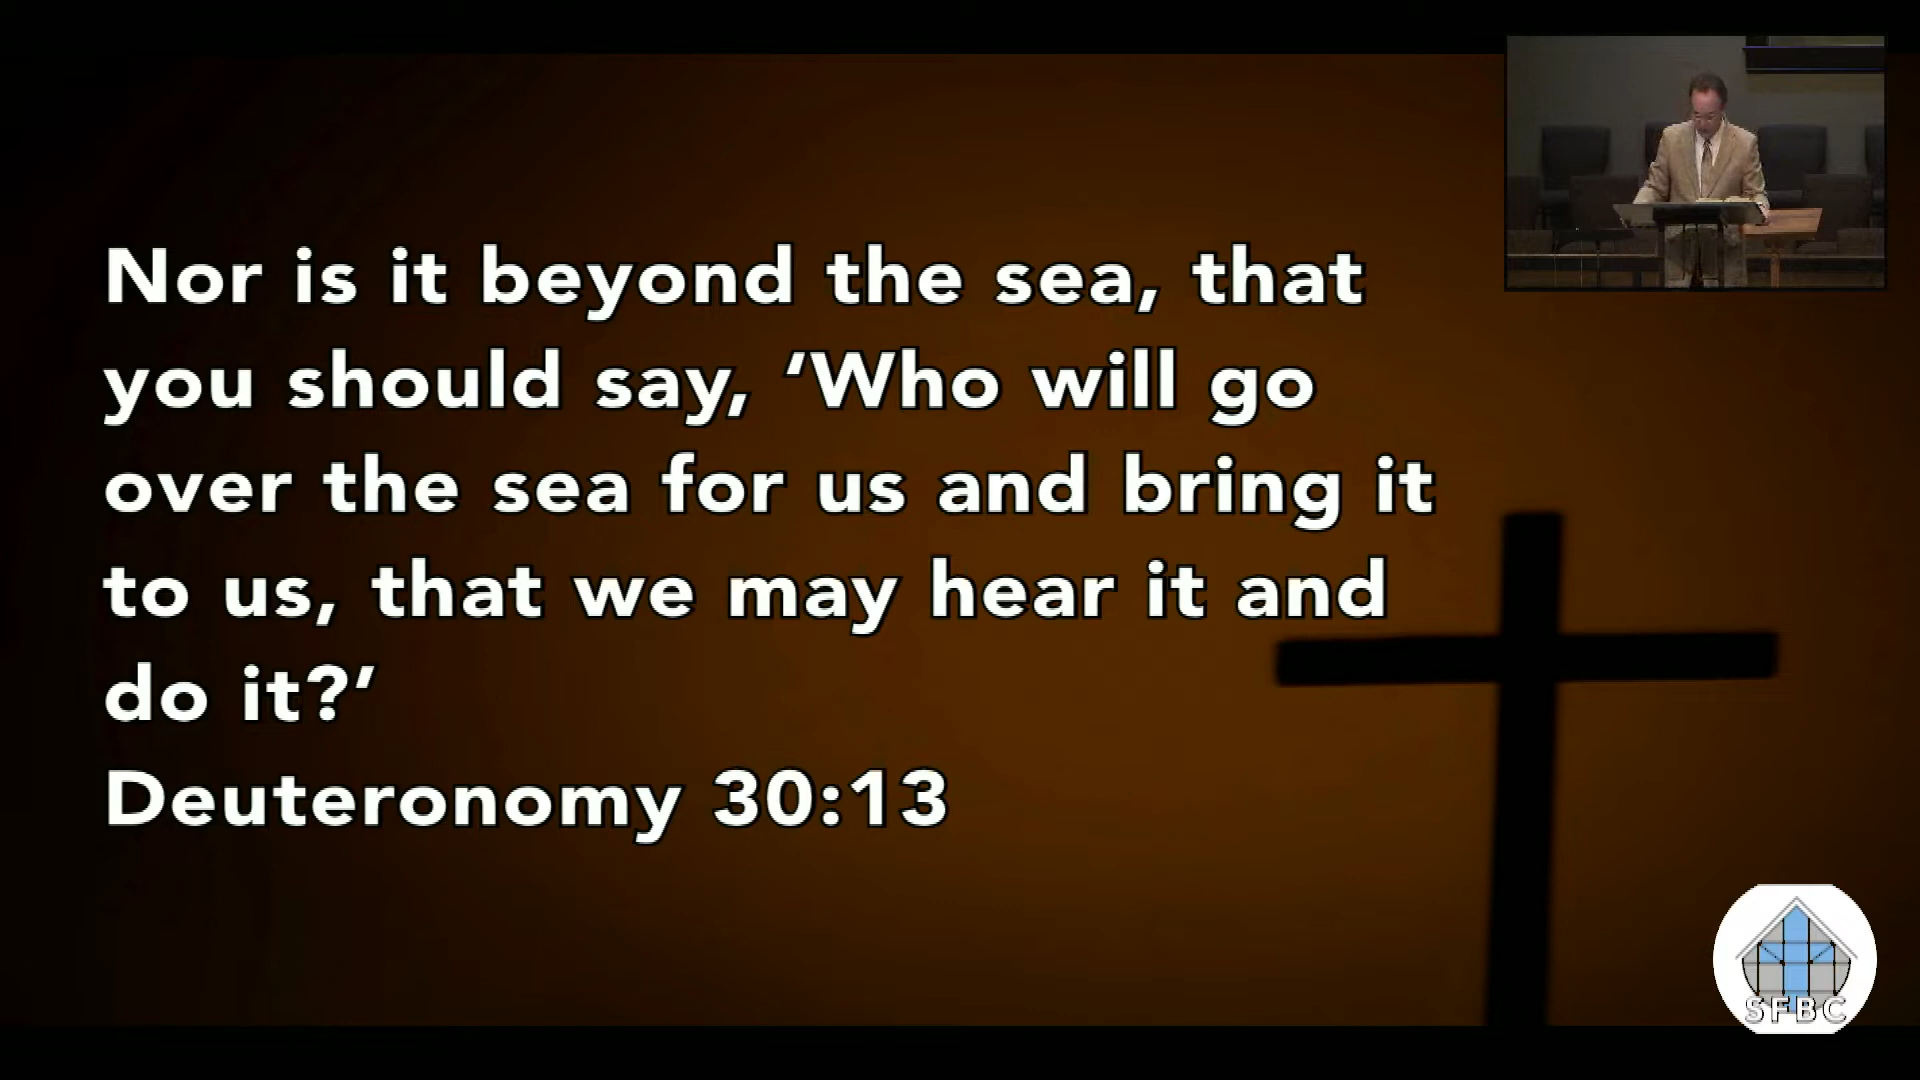 Nor is it beyond the sea, that
you should say, ‘Who will go
over the sea for us and bring it
to us, that we may hear it and
do it?’
Deuteronomy 30:13
SFBC